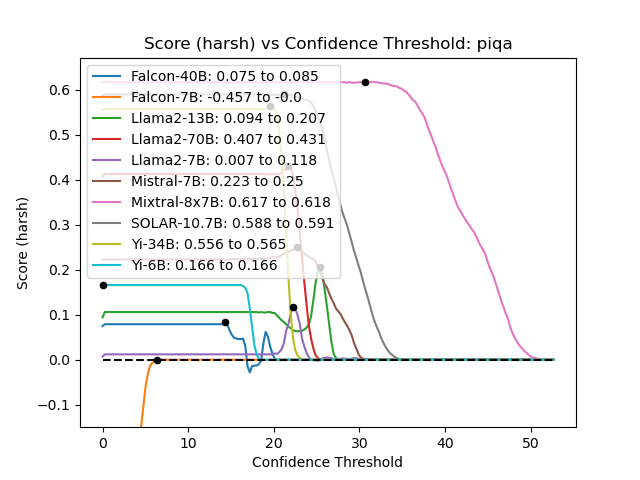 Score (harsh) vs Confidence Threshold: piqa
Falcon-40B: 0.075 to 0.085
Falcon-7B: -0.457 to -0.0
Llama2-13B: 0.094 to 0.207
Llama2-70B: 0.407 to 0.431
Llama2-7B: 0.007 to 0.118
Mistral-7B: 0.223 to 0.25
Mixtral-8x7B: 0.617 to 0.618
SOLAR-10.7B: 0.588 to 0.591
Yi-34B: 0.556 to 0.565
Yi-6B: 0.166 to 0.166
Score (harsh)
0.6
0.5
0.4
0.3
0.2
0.1
0.0
−0.1
0 10 20 30 40 50
Confidence Threshold